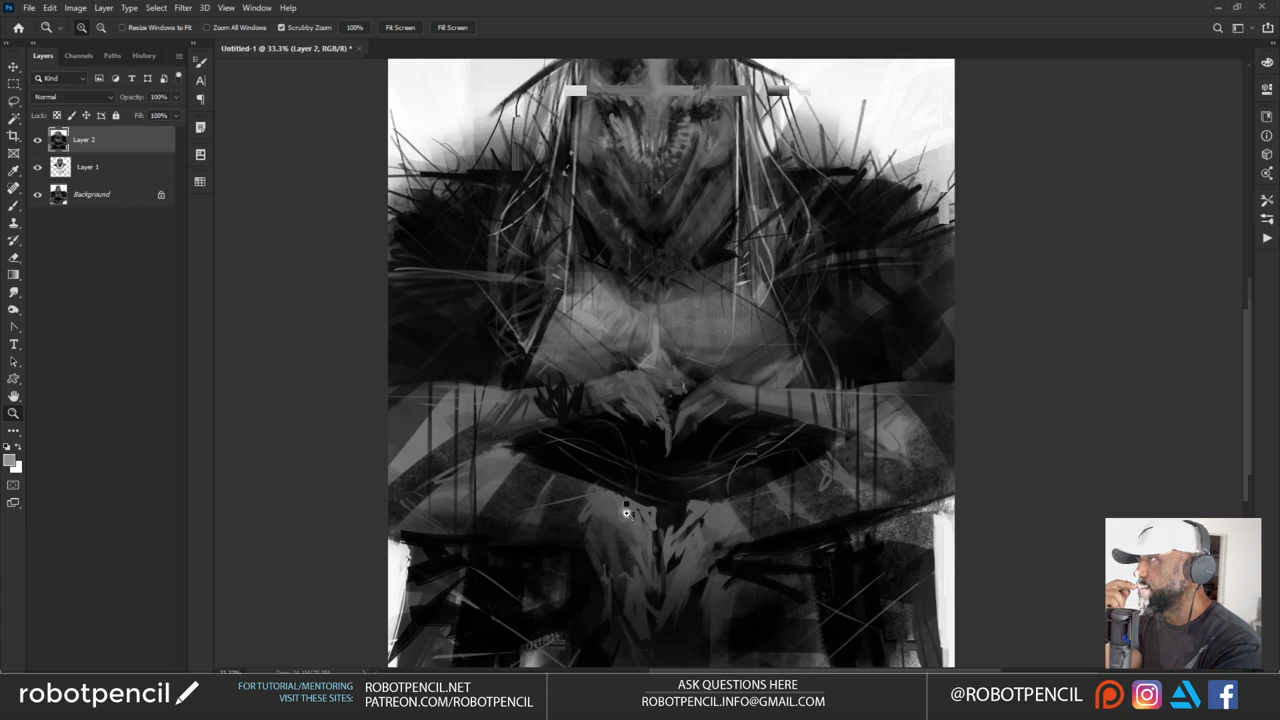 Ps File Edit Image Layer Type Select Filter 3D View Window Help
Resize Windows to Fit Zoom All Windows Scrubby Zoom 100% Fit Screen Fill Screen
Layers Channels Paths History
Untitled-1 @ 33.3% (Layer 2, RGB/8) *
Kind
Normal Opacity: 100%
Lock: Fill: 100%
Layer 2
Layer 1
Background
robotpencil
FOR TUTORIAL/MENTORING
VISIT THESE SITES:
ROBOTPENCIL.NET
PATREON.COM/ROBOTPENCIL
ASK QUESTIONS HERE
ROBOTPENCIL.INFO@GMAIL.COM
@ROBOTPENCIL